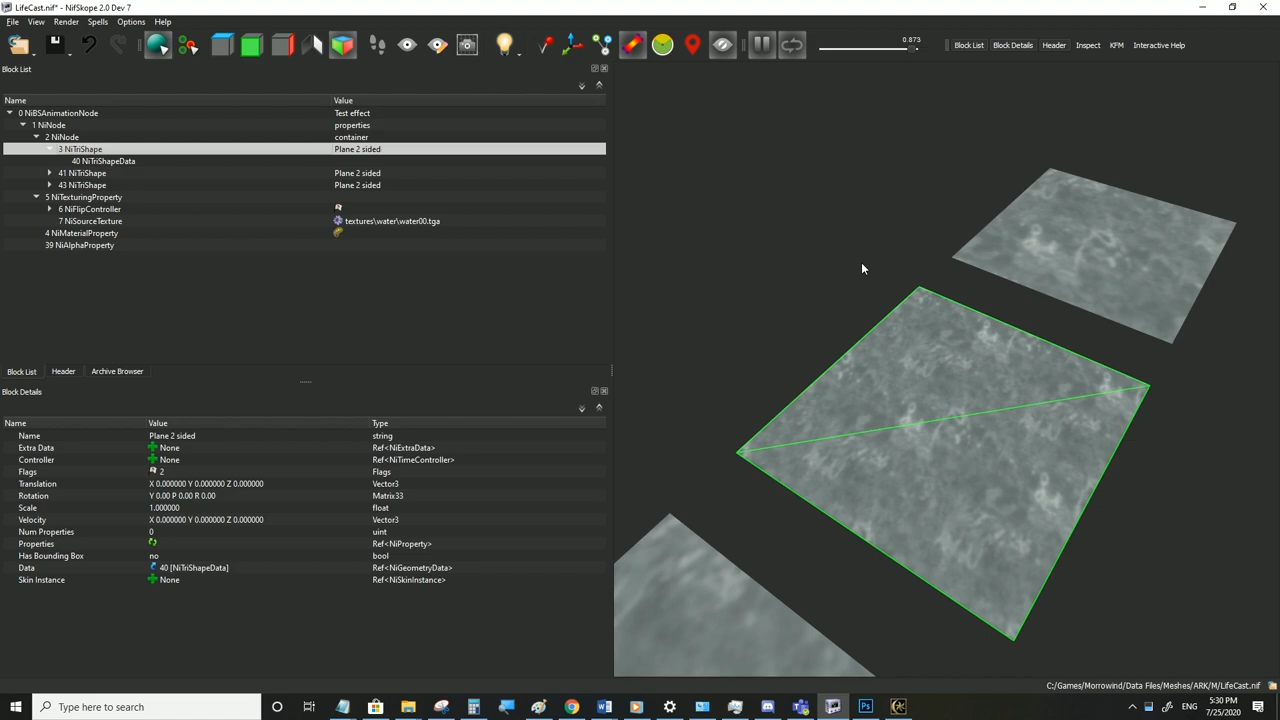 LifeCast.nif* - NifSkope 2.0 Dev 7
File View Render Spells Options Help
0.873
Block List Block Details Header Inspect KFM Interactive Help
Block List
Name Value
0 NiBSAnimationNode Test effect
1 NiNode properties
2 NiNode container
3 NiTriShape Plane 2 sided
40 NiTriShapeData
41 NiTriShape Plane 2 sided
43 NiTriShape Plane 2 sided
5 NiTexturingProperty
6 NiFlipController
7 NiSourceTexture textures\water\water00.tga
4 NiMaterialProperty
39 NiAlphaProperty
Block List Header Archive Browser
Block Details
Name Value Type
Name Plane 2 sided string
Extra Data None Ref<NiExtraData>
Controller None Ref<NiTimeController>
Flags 2 Flags
Translation X 0.000000 Y 0.000000 Z 0.000000 Vector3
Rotation Y 0.00 P 0.00 R 0.00 Matrix33
Scale 1.000000 float
Velocity X 0.000000 Y 0.000000 Z 0.000000 Vector3
Num Properties 0 uint
Properties Ref<NiProperty>
Has Bounding Box no bool
Data 40 [NiTriShapeData] Ref<NiGeometryData>
Skin Instance None Ref<NiSkinInstance>
C:/Games/Morrowind/Data Files/Meshes/ARK/M/LifeCast.nif
Type here to search
ENG
5:30 PM
7/25/2020